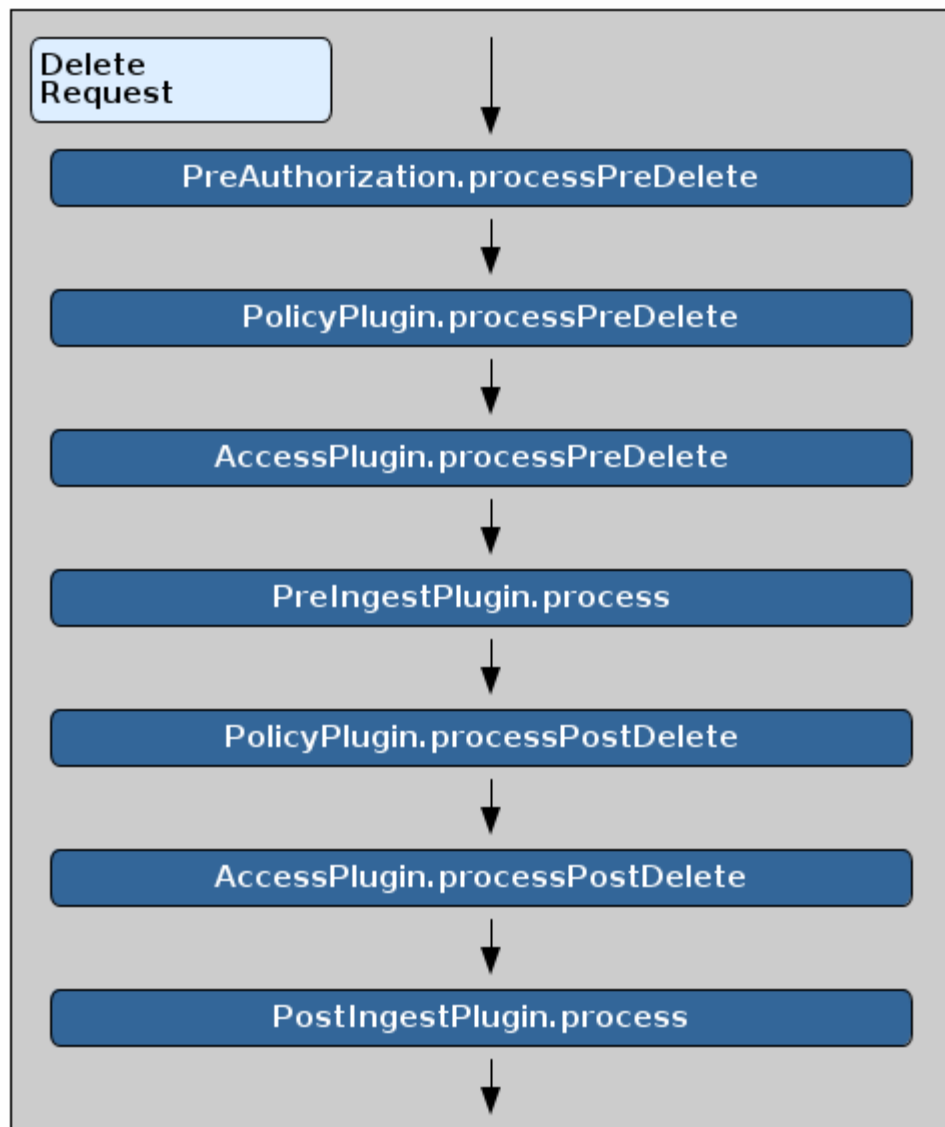 Delete
Request
PreAuthorization.processPreDelete
PolicyPlugin.processPreDelete
AccessPlugin.processPreDelete
PreIngestPlugin.process
PolicyPlugin.processPostDelete
AccessPlugin.processPostDelete
PostIngestPlugin.process